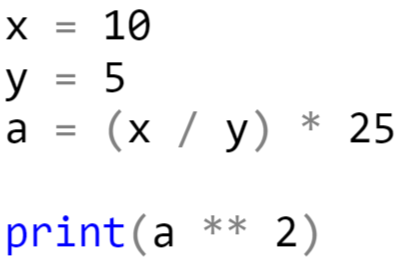 x = 10
y = 5
a = (x / y) * 25
print(a ** 2)